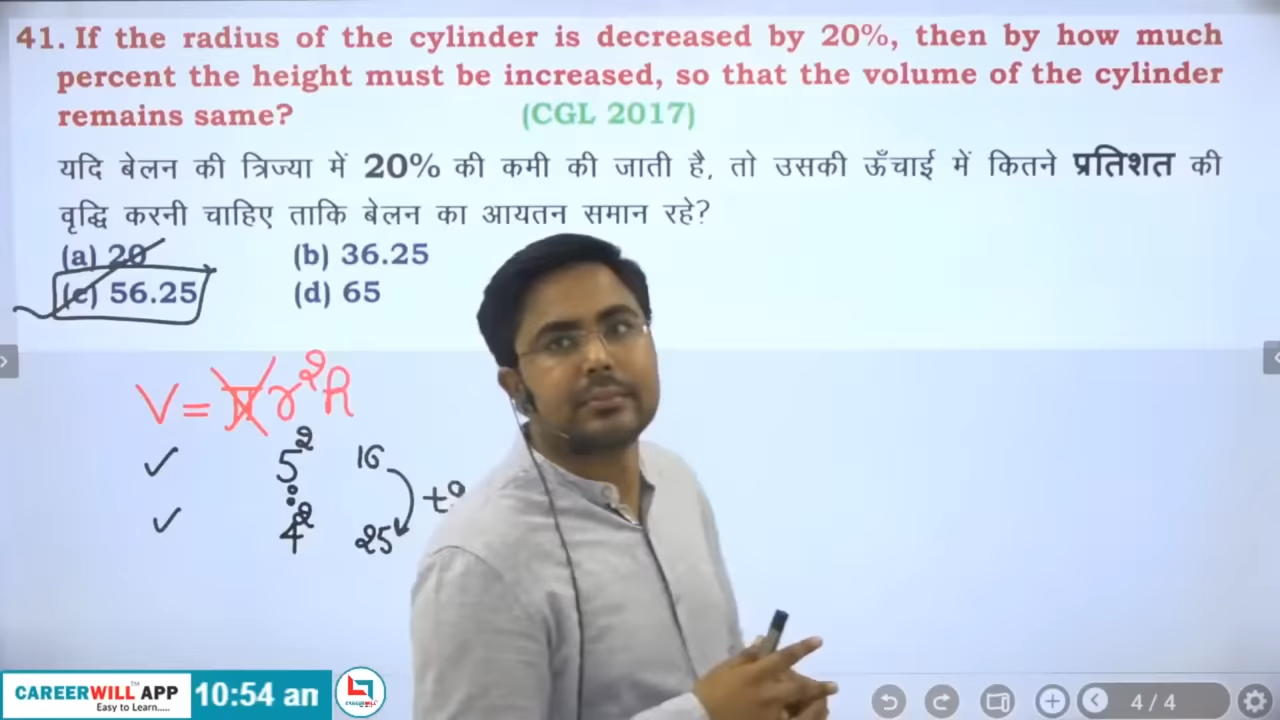 41. If the radius of the cylinder is decreased by 20%, then by how much
percent the height must be increased, so that the volume of the cylinder
remains same? (CGL 2017)
यदि बेलन की त्रिज्या में 20% की कमी की जाती है, तो उसकी ऊँचाई में कितने प्रतिशत की
वृद्धि करनी चाहिए ताकि बेलन का आयतन समान रहे?
(a) 20 (b) 36.25
(c) 56.25 (d) 65
V = π r² h
5² 16
:
+9
4² 25
CAREERWILL™ APP
Easy to Learn.....
10:54 am
CAREERWILL
4 / 4